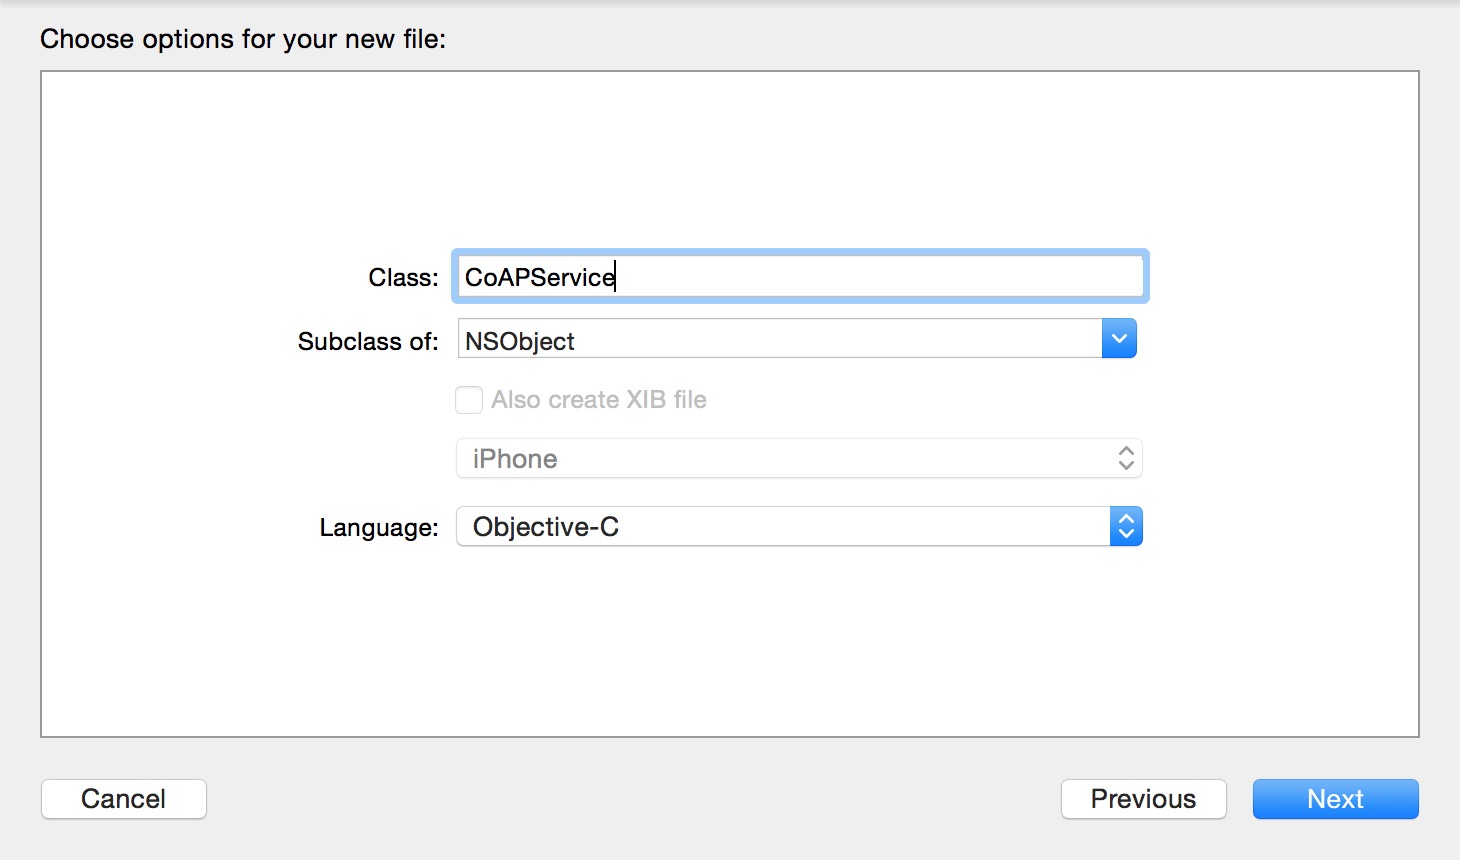 Choose options for your new file:
Class: CoAPService
Subclass of: NSObject
Also create XIB file
iPhone
Language: Objective-C
Cancel Previous Next